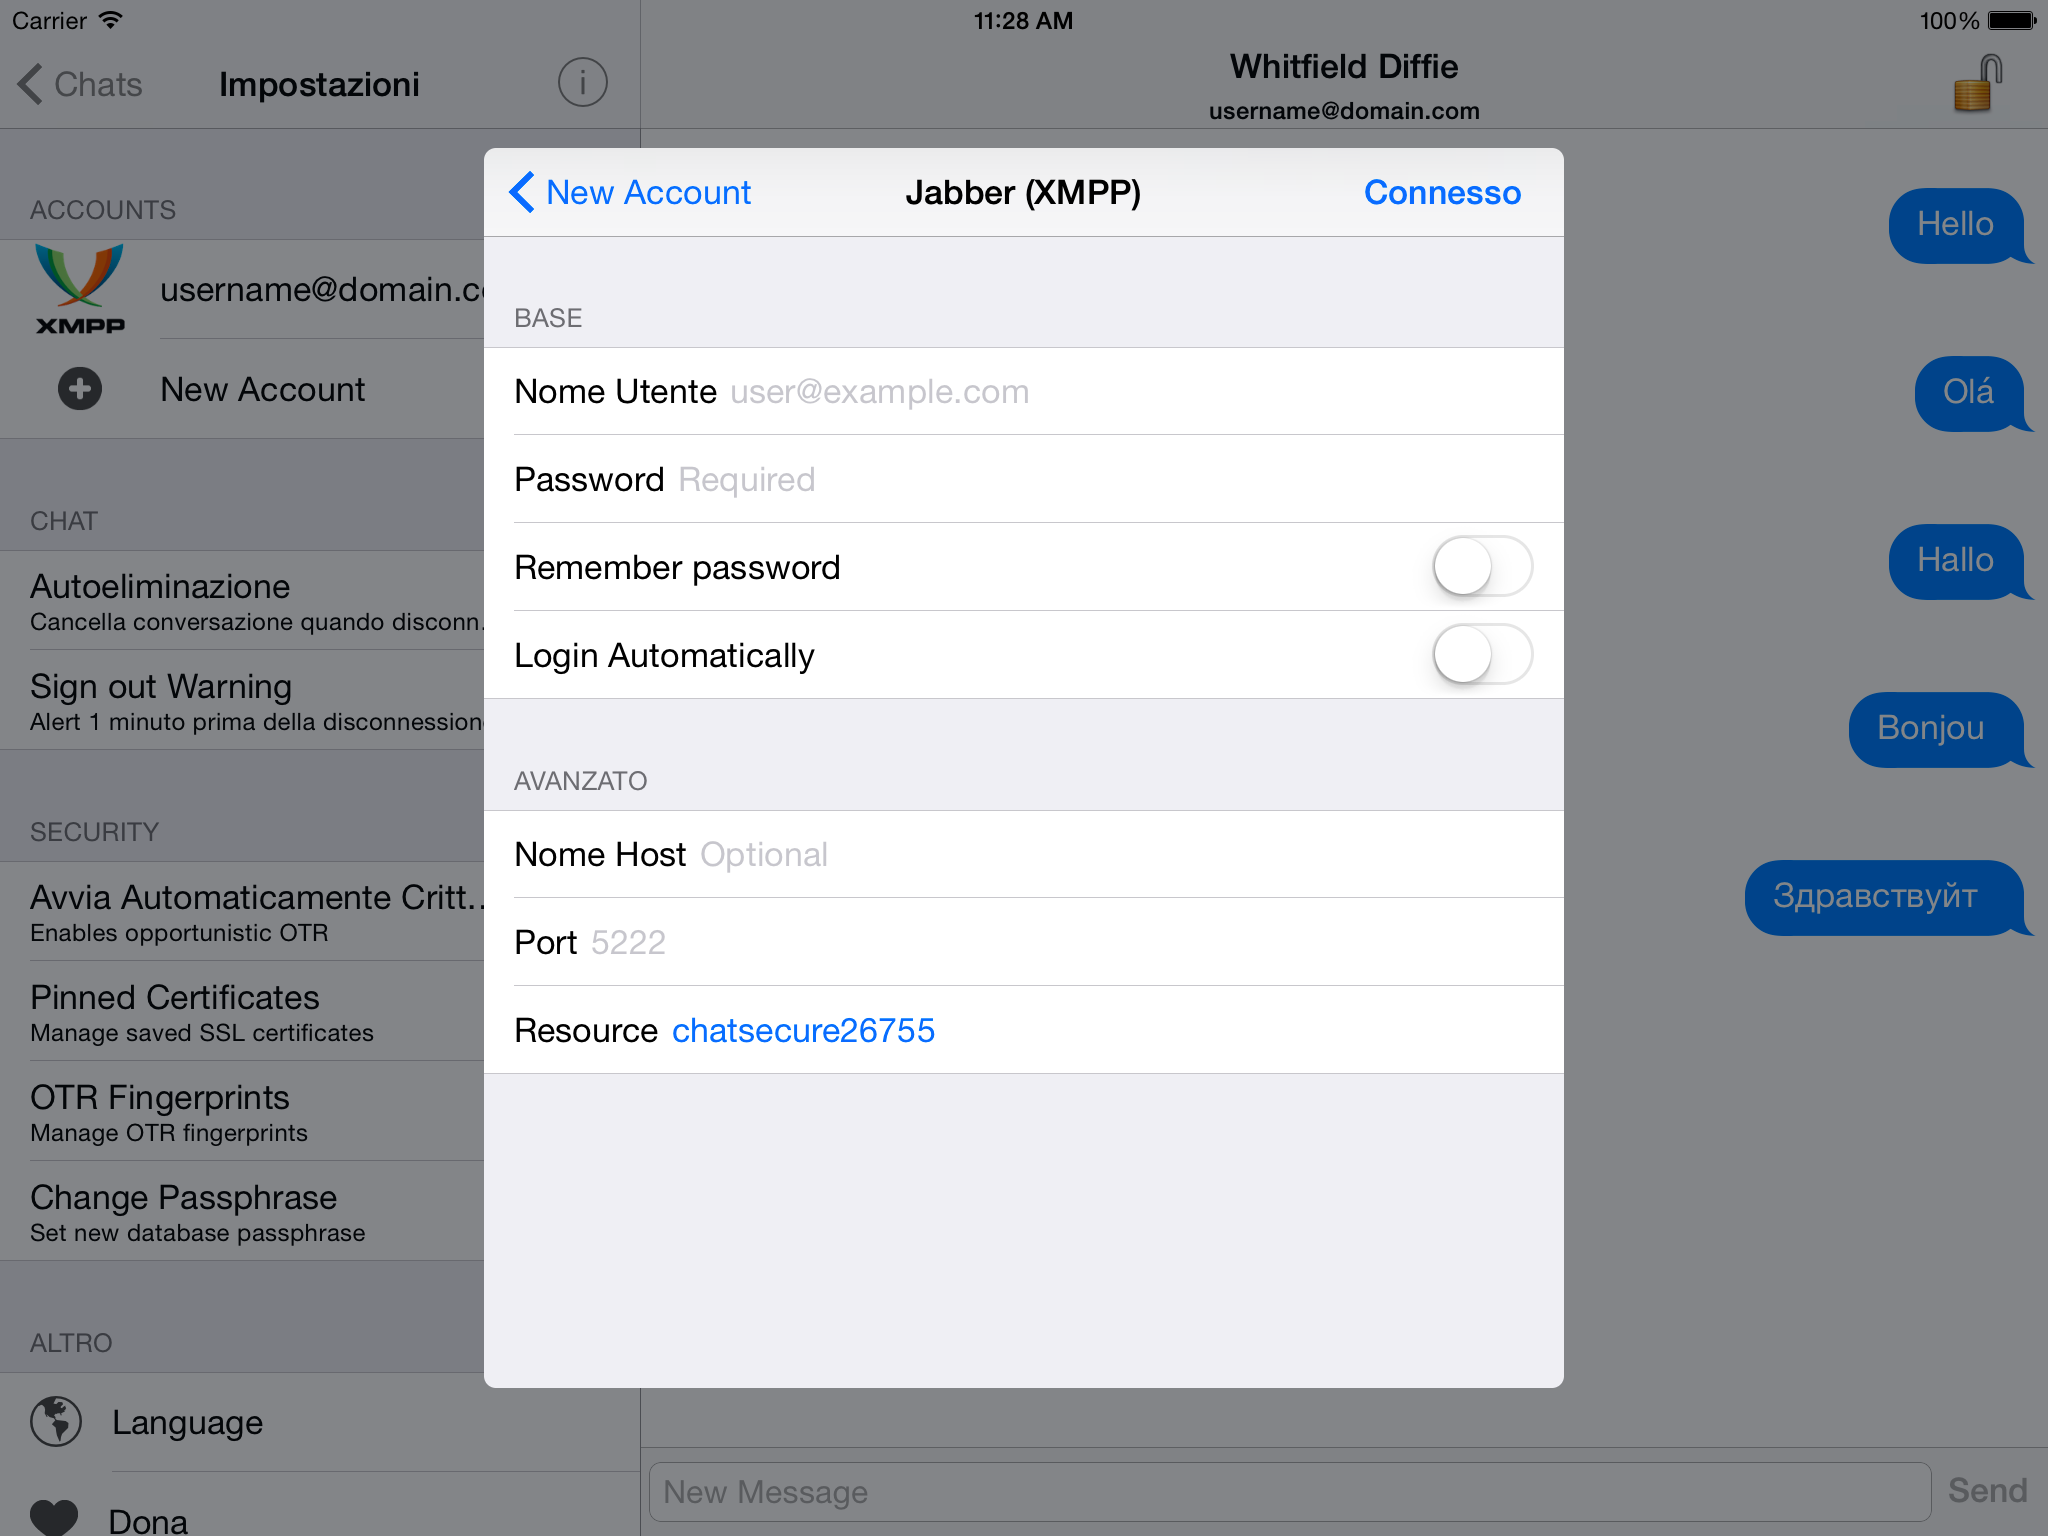 Carrier
11:28 AM
100%
Chats
Impostazioni
Whitfield Diffie
username@domain.com
ACCOUNTS
XMPP
username@domain.c
New Account
CHAT
Autoeliminazione
Cancella conversazione quando disconn.
Sign out Warning
Alert 1 minuto prima della disconnession
SECURITY
Avvia Automaticamente Critt..
Enables opportunistic OTR
Pinned Certificates
Manage saved SSL certificates
OTR Fingerprints
Manage OTR fingerprints
Change Passphrase
Set new database passphrase
ALTRO
Language
Dona
New Account
Jabber (XMPP)
Connesso
BASE
Nome Utente user@example.com
Password Required
Remember password
Login Automatically
AVANZATO
Nome Host Optional
Port 5222
Resource chatsecure26755
Hello
Olá
Hallo
Bonjou
Здравствуйт
New Message
Send